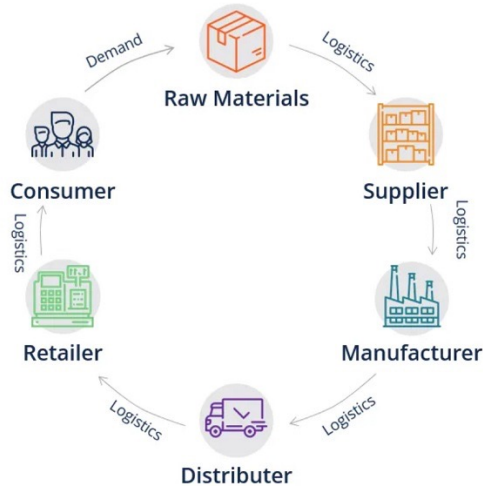 Demand
Logistics
Raw Materials
Consumer
Supplier
Logistics
Logistics
Retailer
Manufacturer
Logistics
Logistics
Distributer